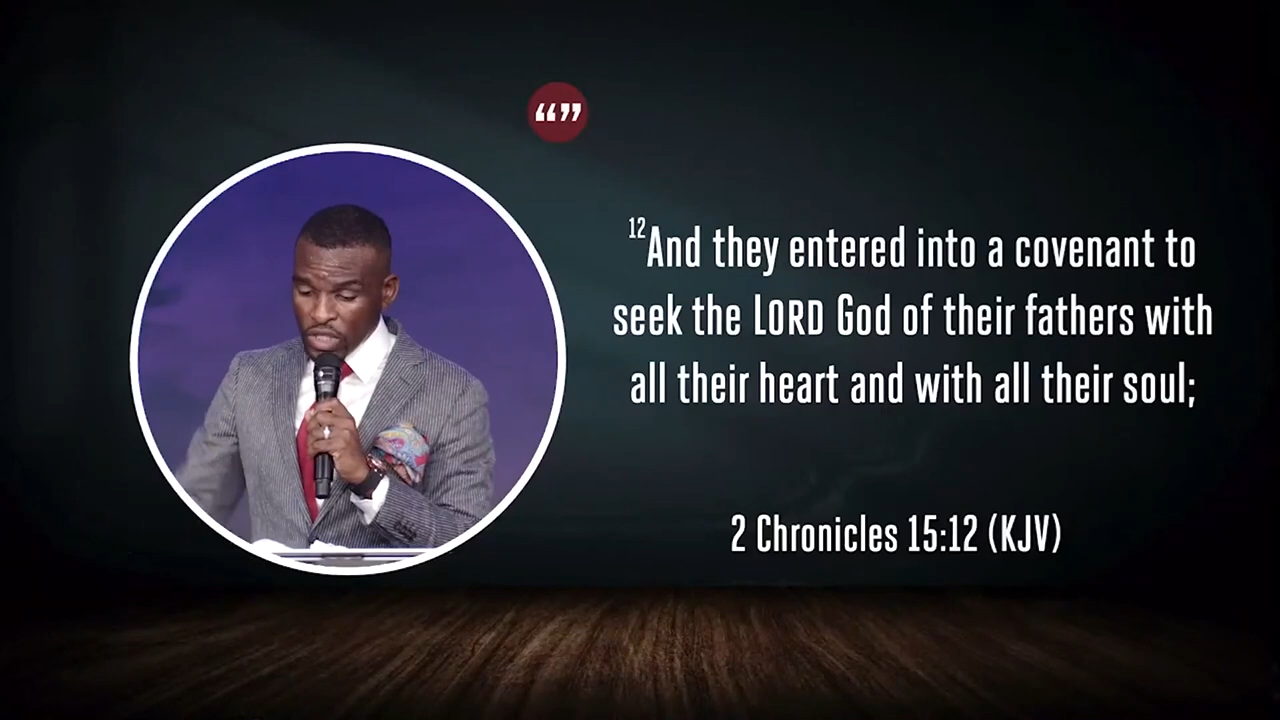 “”
12And they entered into a covenant to
seek the LORD God of their fathers with
all their heart and with all their soul;
2 Chronicles 15:12 (KJV)